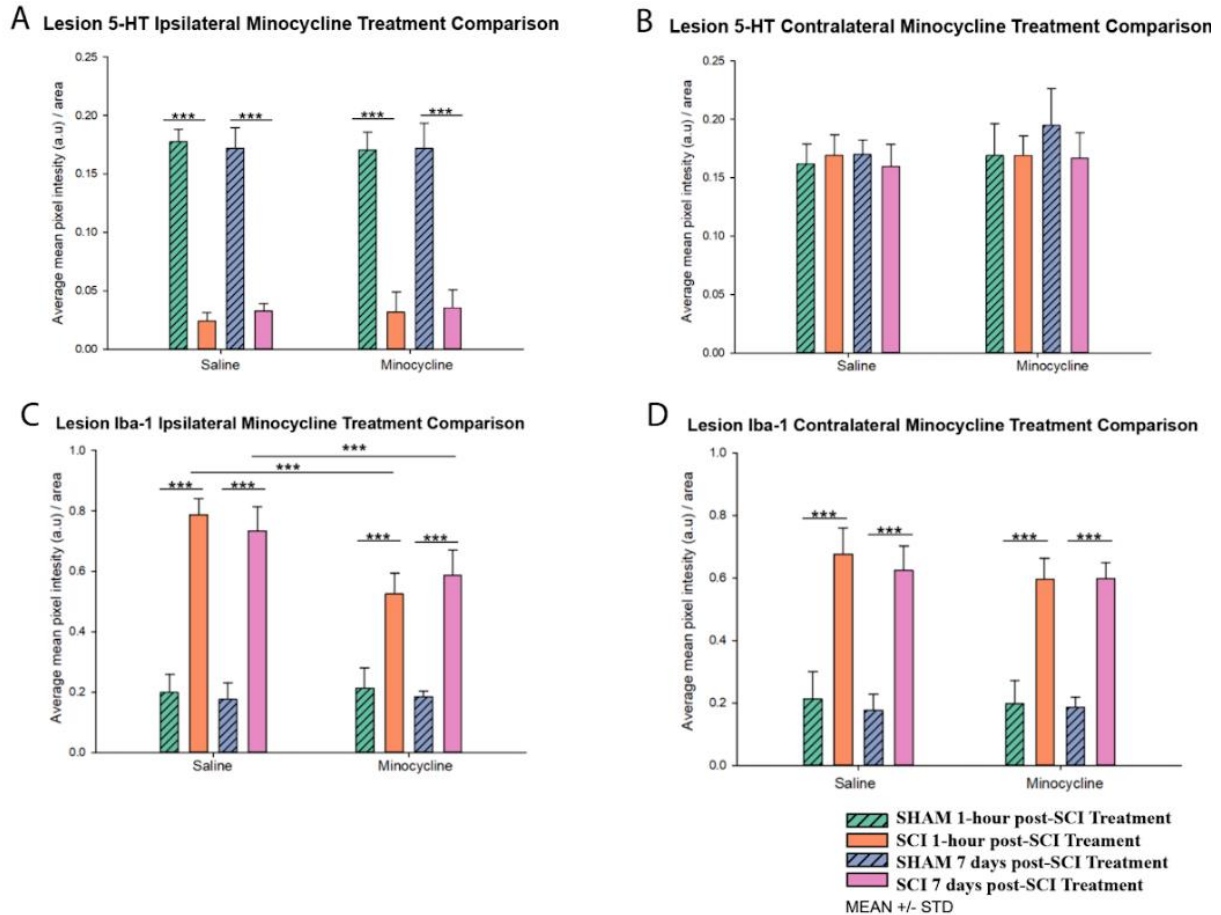 A Lesion 5-HT Ipsilateral Minocycline Treatment Comparison
Average mean pixel intesity (a.u) / area
0.25
0.20
0.15
0.10
0.05
0.00
*** *** *** ***
Saline Minocycline
B Lesion 5-HT Contralateral Minocycline Treatment Comparison
Average mean pixel intesity (a.u) / area
0.25
0.20
0.15
0.10
0.05
0.00
Saline Minocycline
C Lesion Iba-1 Ipsilateral Minocycline Treatment Comparison
Average mean pixel intesity (a.u) / area
1.0
0.8
0.6
0.4
0.2
0.0
***
***
*** ***
*** ***
Saline Minocycline
D Lesion Iba-1 Contralateral Minocycline Treatment Comparison
Average mean pixel intesity (a.u) / area
1.0
0.8
0.6
0.4
0.2
0.0
*** *** *** ***
Saline Minocycline
SHAM 1-hour post-SCI Treatment
SCI 1-hour post-SCI Treament
SHAM 7 days post-SCI Treatment
SCI 7 days post-SCI Treatment
MEAN +/- STD